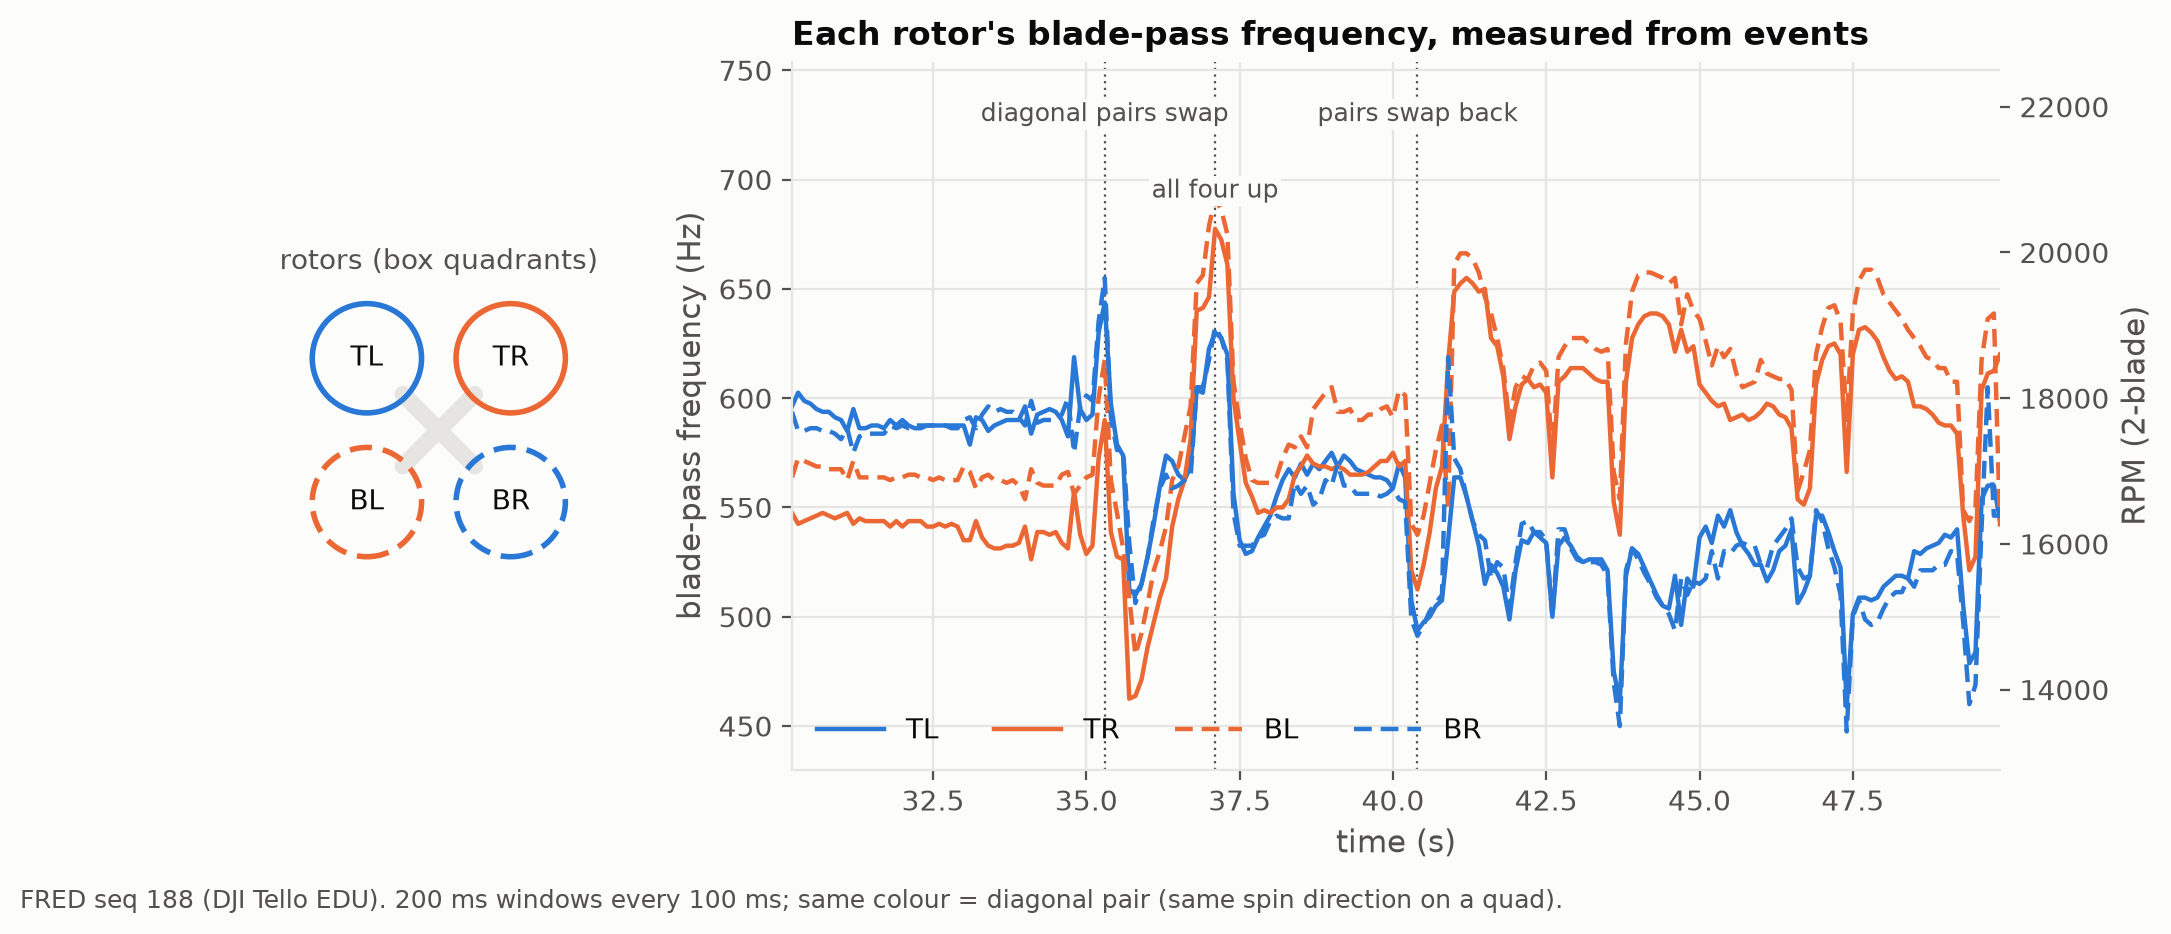 Each rotor's blade-pass frequency, measured from events
rotors (box quadrants)
TL
TR
BL
BR
blade-pass frequency (Hz)
750
700
650
600
550
500
450
diagonal pairs swap
pairs swap back
all four up
TL
TR
BL
BR
22000
20000
18000
16000
14000
RPM (2-blade)
32.5
35.0
37.5
40.0
42.5
45.0
47.5
time (s)
FRED seq 188 (DJI Tello EDU). 200 ms windows every 100 ms; same colour = diagonal pair (same spin direction on a quad).